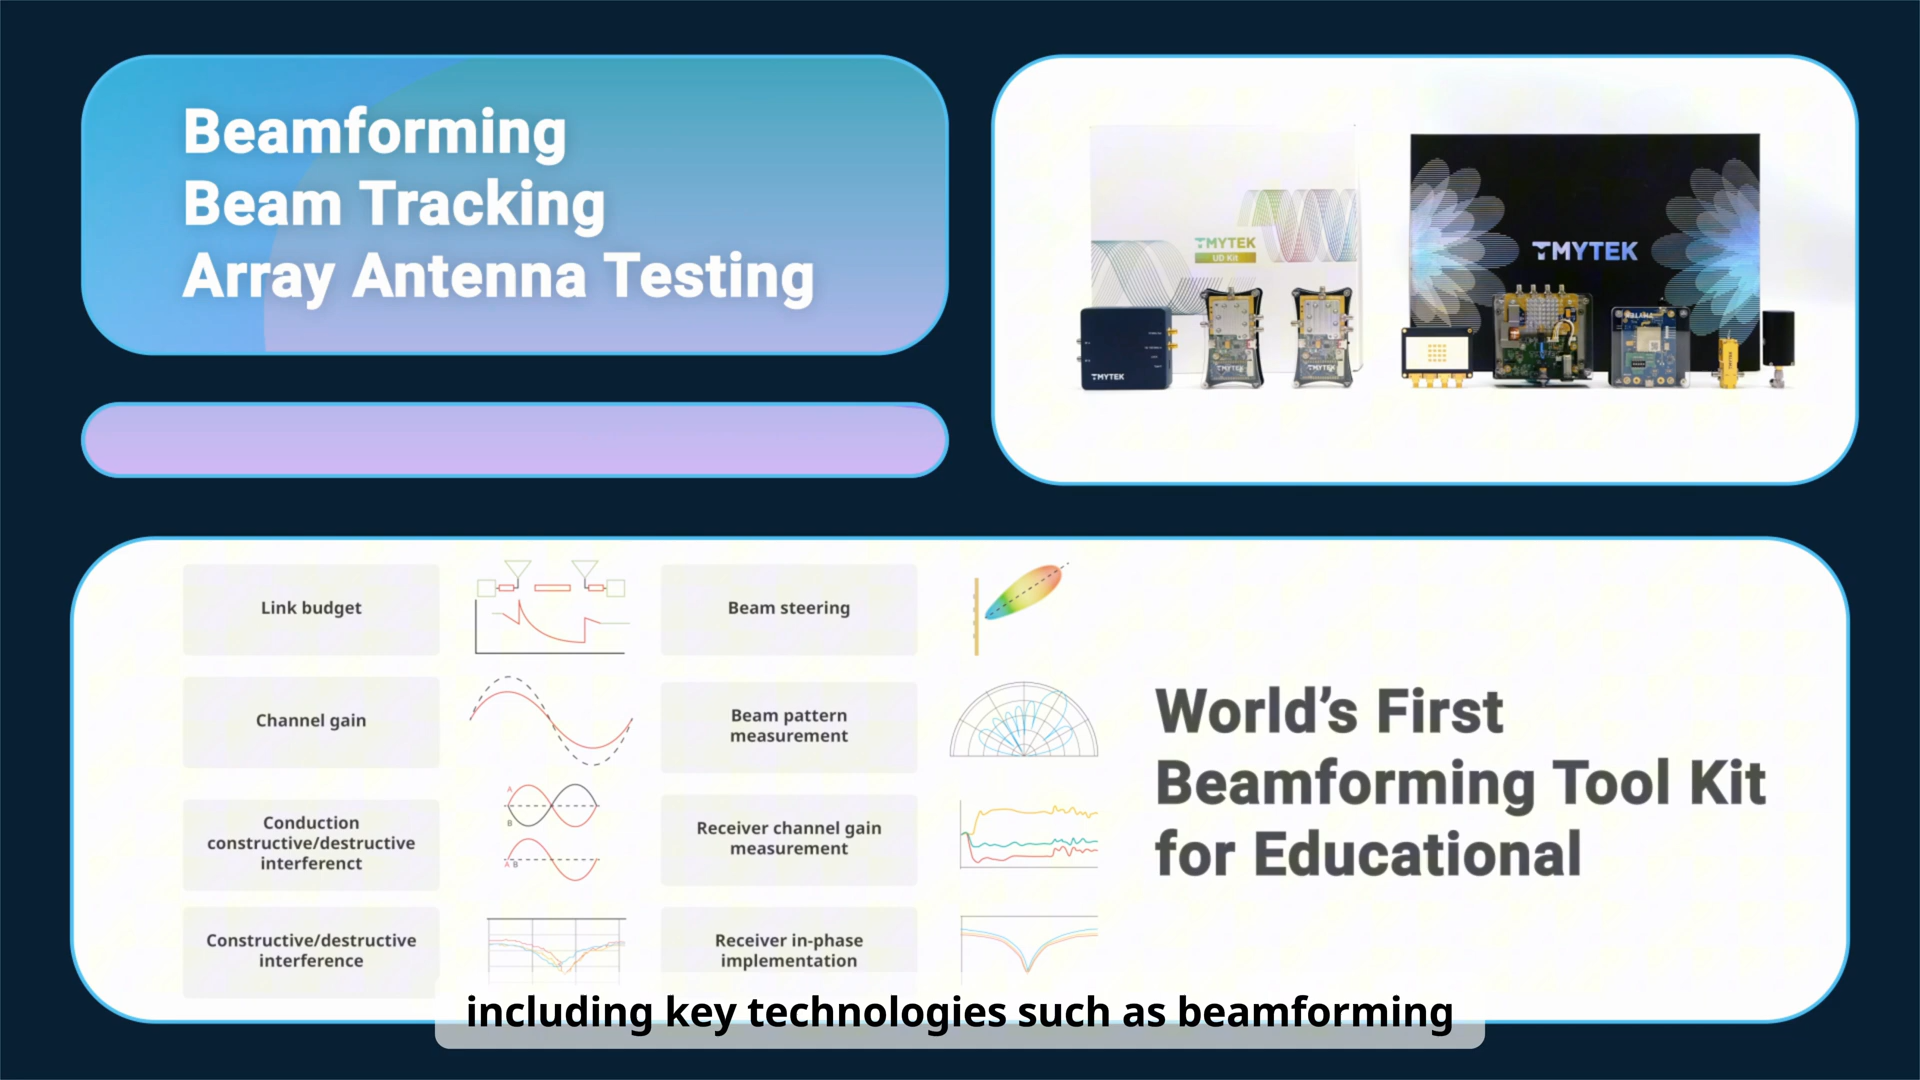 Beamforming
Beam Tracking
Array Antenna Testing
TMYTEK
UD Kit
TMYTEK
TMYTEK
TMYTEK
TMYTEK
Link budget
Beam steering
Channel gain
Beam pattern
measurement
A
B
Conduction
constructive/destructive
interferenct
A B
Receiver channel gain
measurement
Constructive/destructive
interference
Receiver in-phase
implementation
World’s First
Beamforming Tool Kit
for Educational
including key technologies such as beamforming